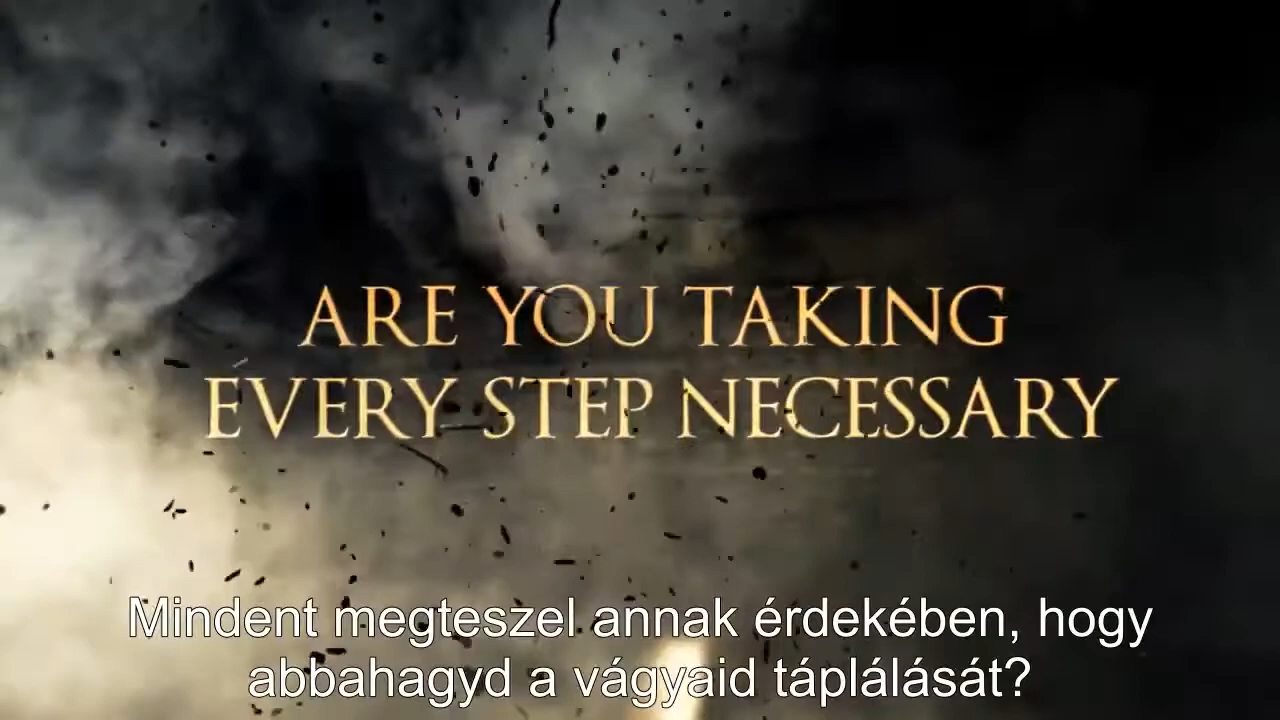 ARE YOU TAKING
EVERY STEP NECESSARY
Mindent megteszel annak érdekében, hogy
abbahagyd a vágyaid táplálását?